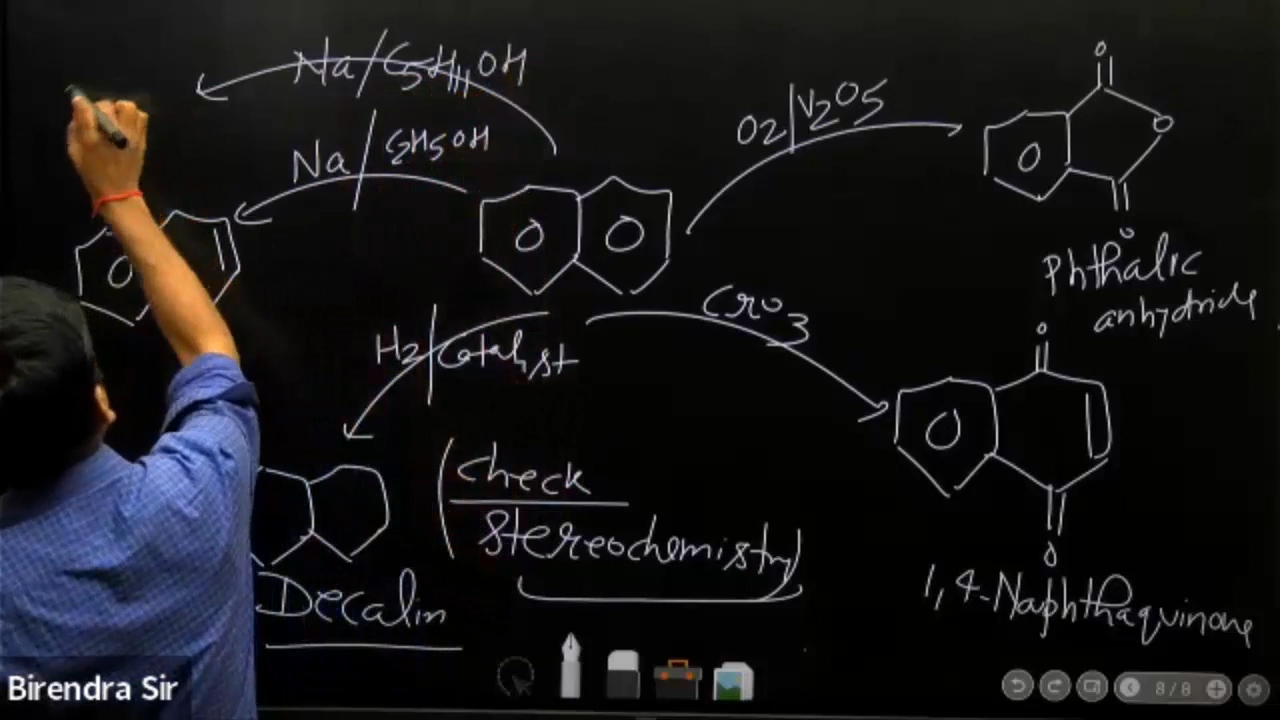 Na/C5H11OH
Na/C2H5OH
O2/V2O5
O
O
O
Phthalic
anhydride
CrO3
H2/Catalyst
O
O
1,4-Naphthaquinone
(check
stereochemistry)
Decalin
Birendra Sir
8/8